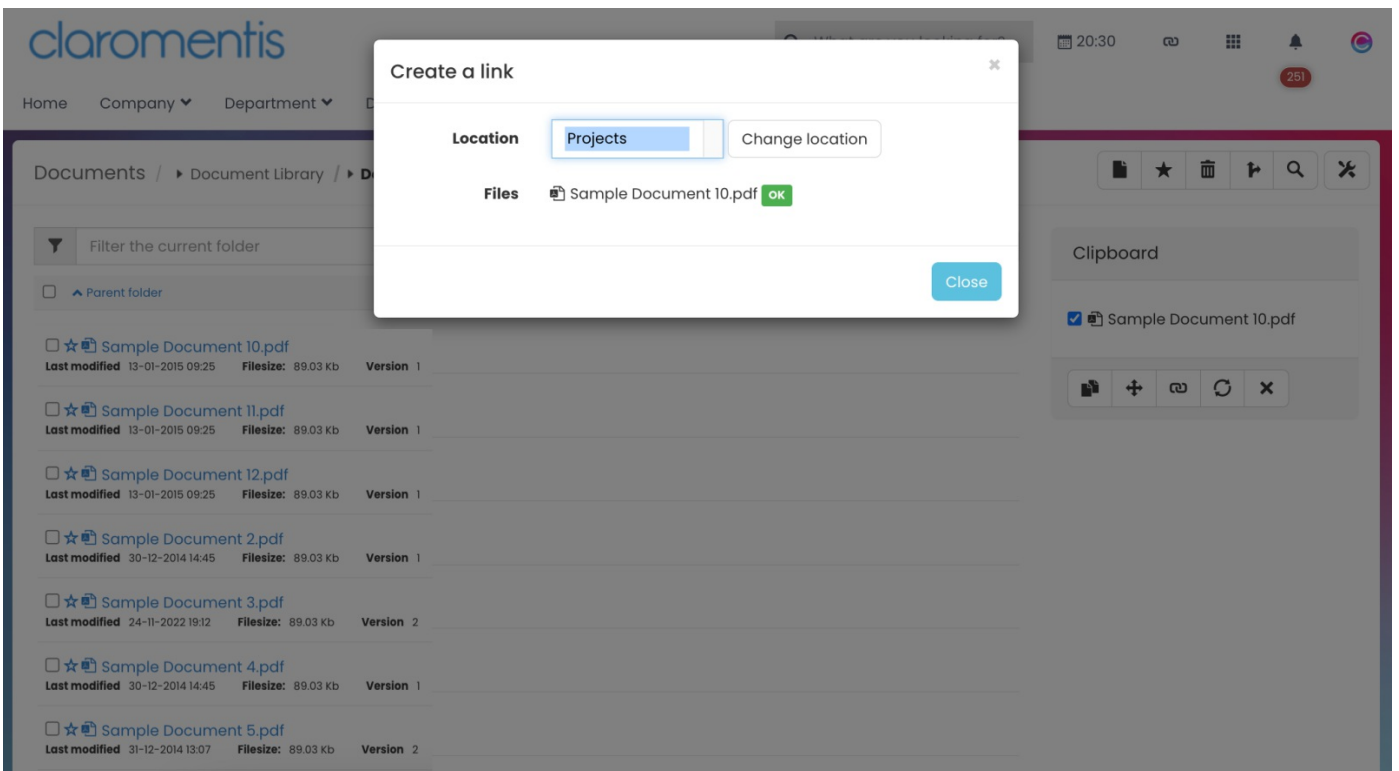 claromentis
20:30
251
Home Company Department
Create a link
×
Location Projects Change location
Files Sample Document 10.pdf OK
Close
Documents / Document Library /
Filter the current folder
Parent folder
Sample Document 10.pdf
Last modified 13-01-2015 09:25 Filesize: 89.03 Kb Version 1
Sample Document 11.pdf
Last modified 13-01-2015 09:25 Filesize: 89.03 Kb Version 1
Sample Document 12.pdf
Last modified 13-01-2015 09:25 Filesize: 89.03 Kb Version 1
Sample Document 2.pdf
Last modified 30-12-2014 14:45 Filesize: 89.03 Kb Version 1
Sample Document 3.pdf
Last modified 24-11-2022 19:12 Filesize: 89.03 Kb Version 2
Sample Document 4.pdf
Last modified 30-12-2014 14:45 Filesize: 89.03 Kb Version 1
Sample Document 5.pdf
Last modified 31-12-2014 13:07 Filesize: 89.03 Kb Version 2
Clipboard
Sample Document 10.pdf